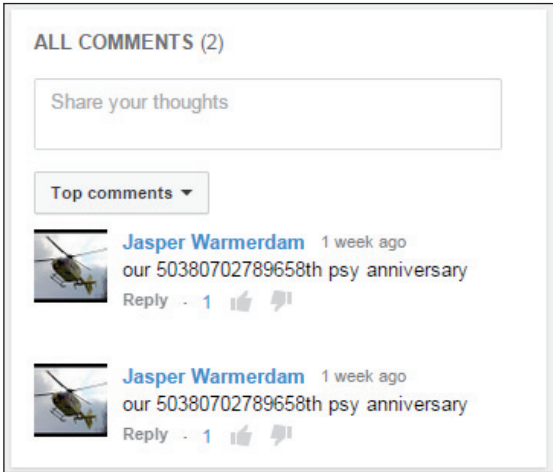 ALL COMMENTS (2)
Share your thoughts
Top comments
Jasper Warmerdam 1 week ago
our 50380702789658th psy anniversary
Reply · 1
Jasper Warmerdam 1 week ago
our 50380702789658th psy anniversary
Reply · 1